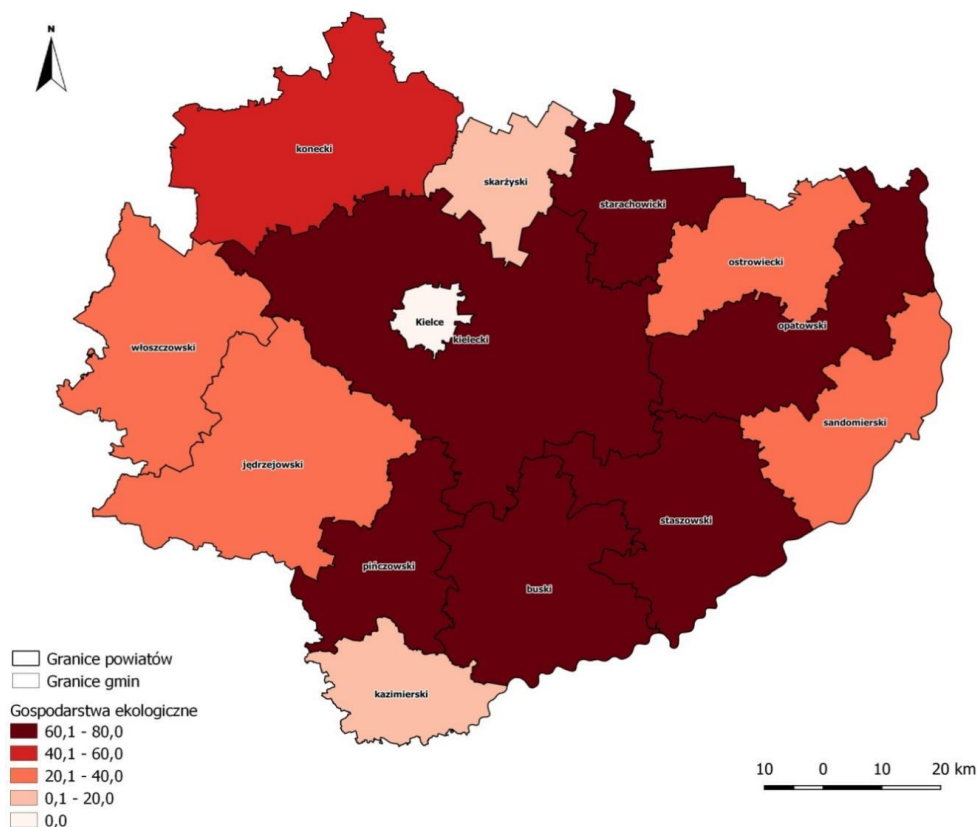 N
konecki
skarżyski
starachowicki
ostrowiecki
Kielce
opatowski
kielecki
włoszczowski
sandomierski
jędrzejowski
staszowski
pińczowski
buski
kazimierski
Granice powiatów
Granice gmin
Gospodarstwa ekologiczne
60,1 - 80,0
40,1 - 60,0
20,1 - 40,0
0,1 - 20,0
0,0
10 0 10 20 km